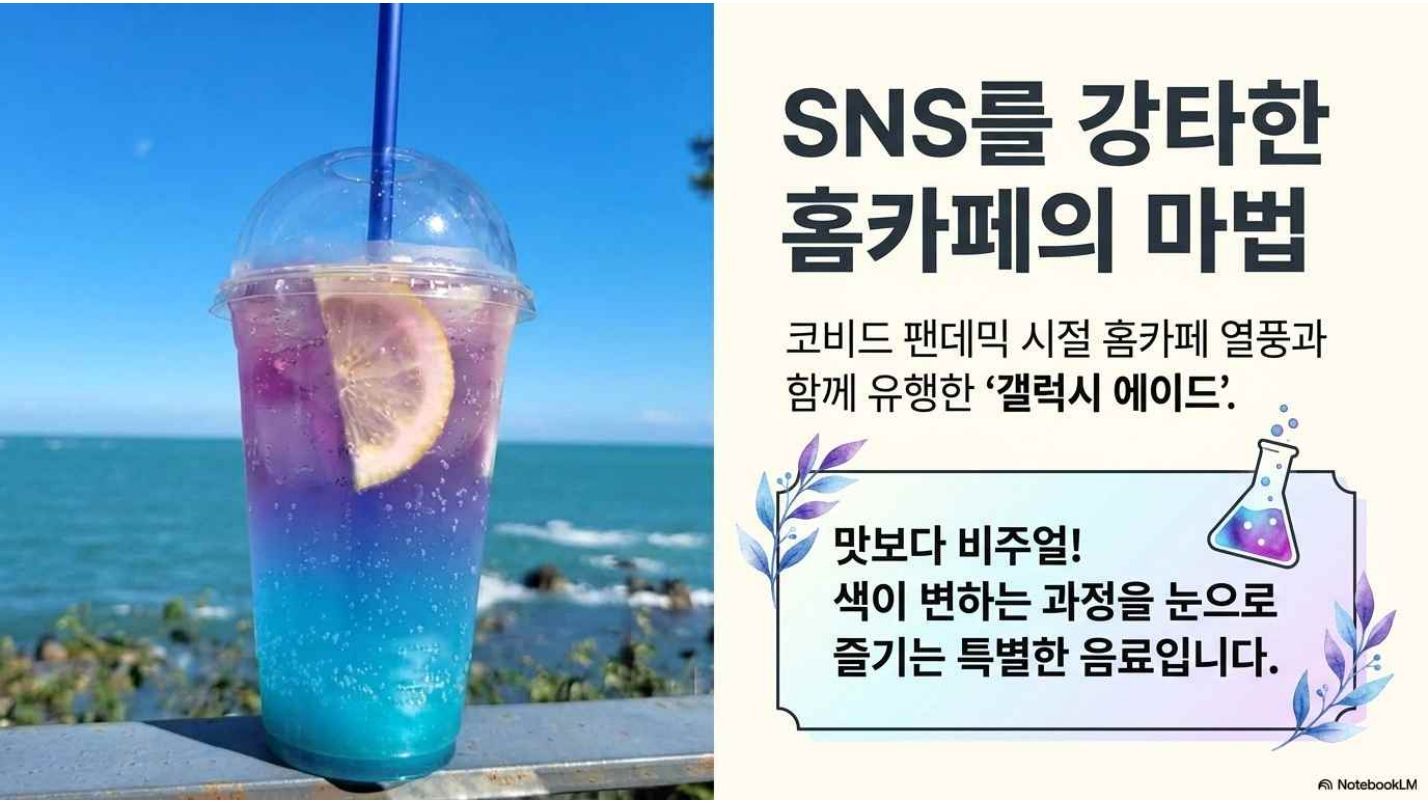 SNS를 강타한
홈카페의 마법
코비드 팬데믹 시절 홈카페 열풍과
함께 유행한 ‘갤럭시 에이드’.
맛보다 비주얼!
색이 변하는 과정을 눈으로
즐기는 특별한 음료입니다.
NotebookLM